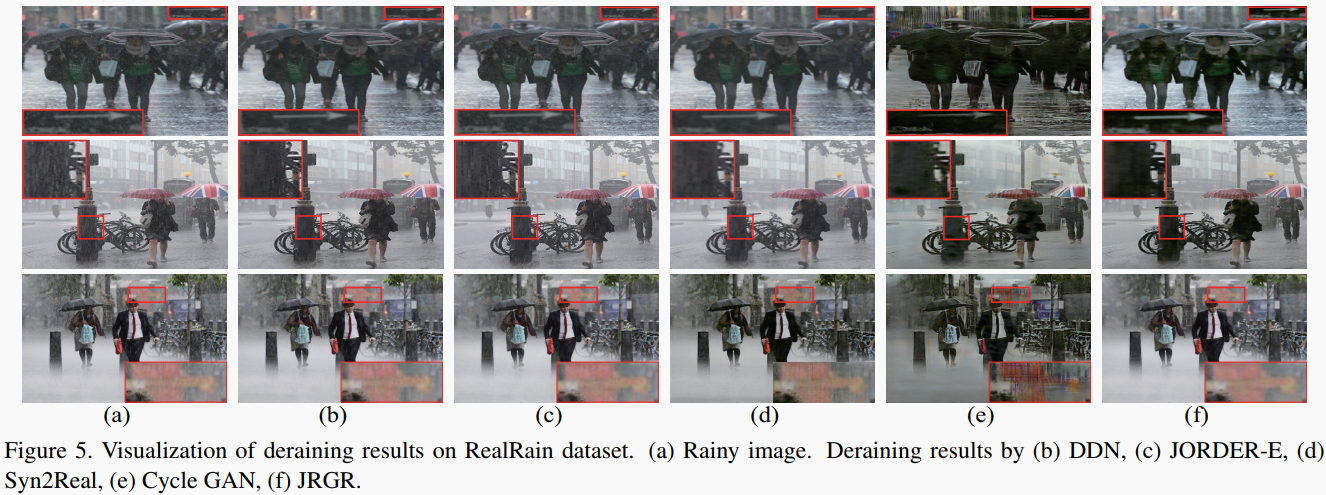 (a) (b) (c) (d) (e) (f)
Figure 5. Visualization of deraining results on RealRain dataset. (a) Rainy image. Deraining results by (b) DDN, (c) JORDER-E, (d)
Syn2Real, (e) Cycle GAN, (f) JRGR.